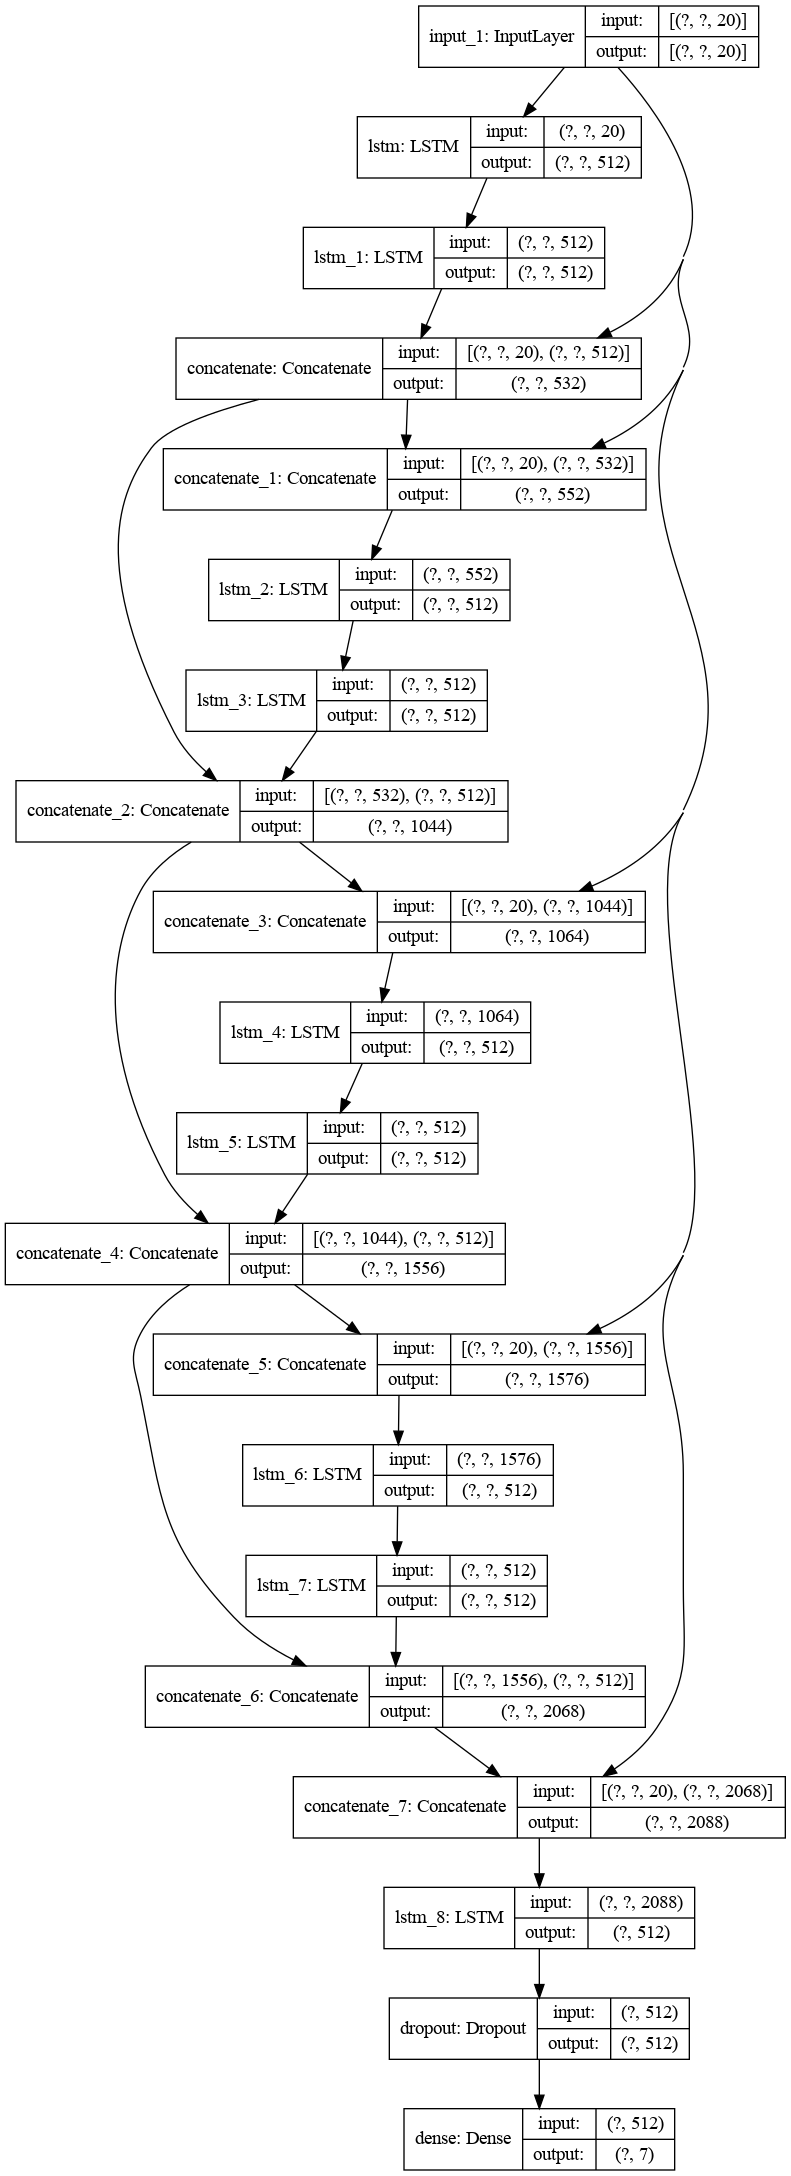 input_1: InputLayer
input: [(?, ?, 20)]
output: [(?, ?, 20)]
lstm: LSTM
input: (?, ?, 20)
output: (?, ?, 512)
lstm_1: LSTM
input: (?, ?, 512)
output: (?, ?, 512)
concatenate: Concatenate
input: [(?, ?, 20), (?, ?, 512)]
output: (?, ?, 532)
concatenate_1: Concatenate
input: [(?, ?, 20), (?, ?, 532)]
output: (?, ?, 552)
lstm_2: LSTM
input: (?, ?, 552)
output: (?, ?, 512)
lstm_3: LSTM
input: (?, ?, 512)
output: (?, ?, 512)
concatenate_2: Concatenate
input: [(?, ?, 532), (?, ?, 512)]
output: (?, ?, 1044)
concatenate_3: Concatenate
input: [(?, ?, 20), (?, ?, 1044)]
output: (?, ?, 1064)
lstm_4: LSTM
input: (?, ?, 1064)
output: (?, ?, 512)
lstm_5: LSTM
input: (?, ?, 512)
output: (?, ?, 512)
concatenate_4: Concatenate
input: [(?, ?, 1044), (?, ?, 512)]
output: (?, ?, 1556)
concatenate_5: Concatenate
input: [(?, ?, 20), (?, ?, 1556)]
output: (?, ?, 1576)
lstm_6: LSTM
input: (?, ?, 1576)
output: (?, ?, 512)
lstm_7: LSTM
input: (?, ?, 512)
output: (?, ?, 512)
concatenate_6: Concatenate
input: [(?, ?, 1556), (?, ?, 512)]
output: (?, ?, 2068)
concatenate_7: Concatenate
input: [(?, ?, 20), (?, ?, 2068)]
output: (?, ?, 2088)
lstm_8: LSTM
input: (?, ?, 2088)
output: (?, 512)
dropout: Dropout
input: (?, 512)
output: (?, 512)
dense: Dense
input: (?, 512)
output: (?, 7)